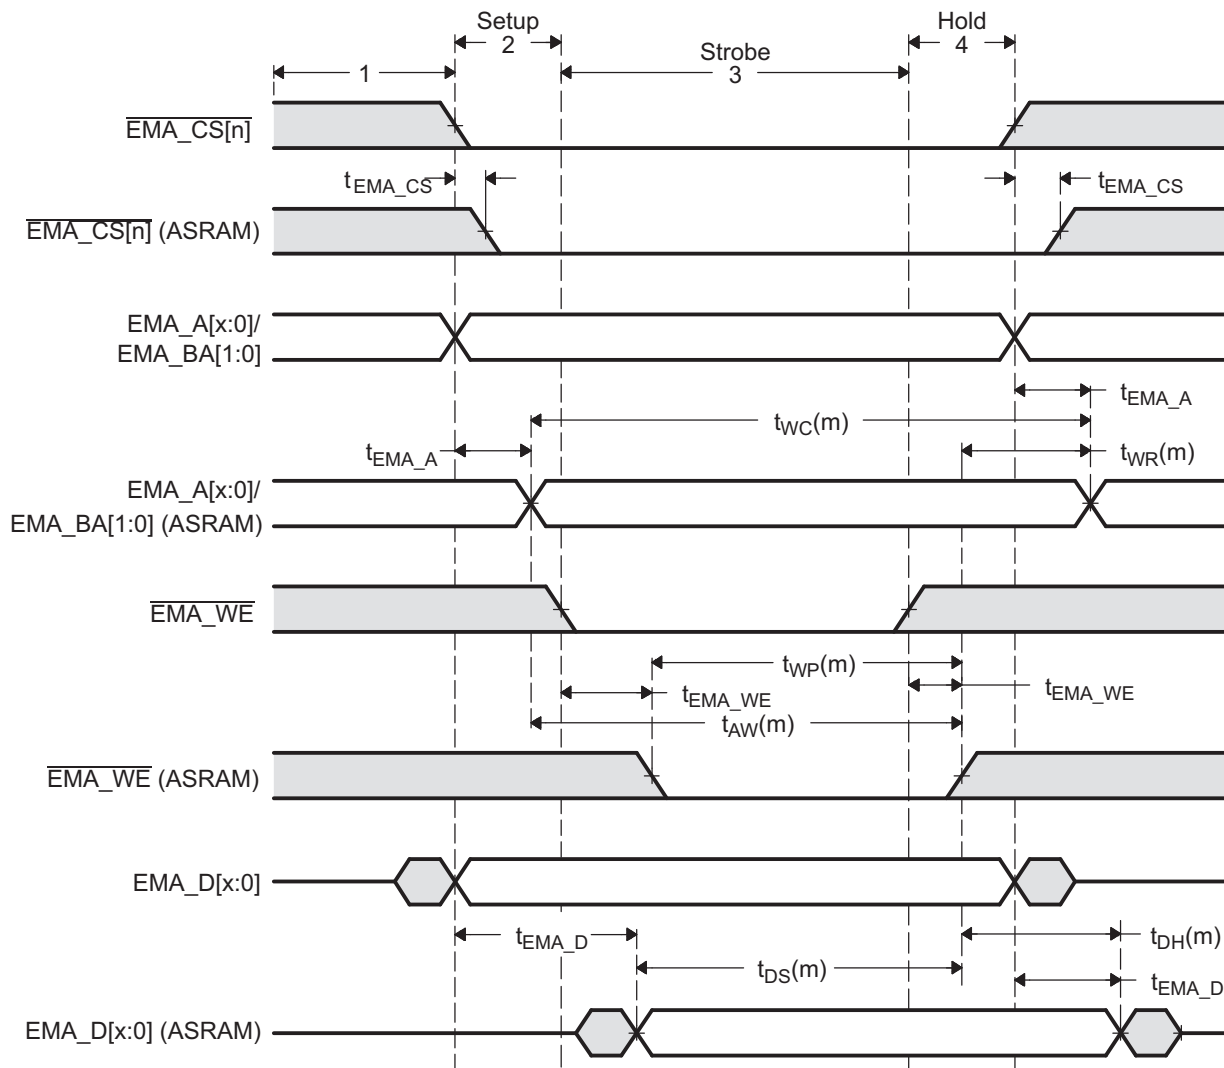 Setup
2
Hold
4
Strobe
3
1
EMA_CS[n]
tEMA_CS
tEMA_CS
EMA_CS[n] (ASRAM)
EMA_A[x:0]/
EMA_BA[1:0]
tEMA_A
tWC(m)
tEMA_A
tWR(m)
EMA_A[x:0]/
EMA_BA[1:0] (ASRAM)
EMA_WE
tWP(m)
tEMA_WE
tEMA_WE
tAW(m)
EMA_WE (ASRAM)
EMA_D[x:0]
tEMA_D
tDH(m)
tDS(m)
tEMA_D
EMA_D[x:0] (ASRAM)